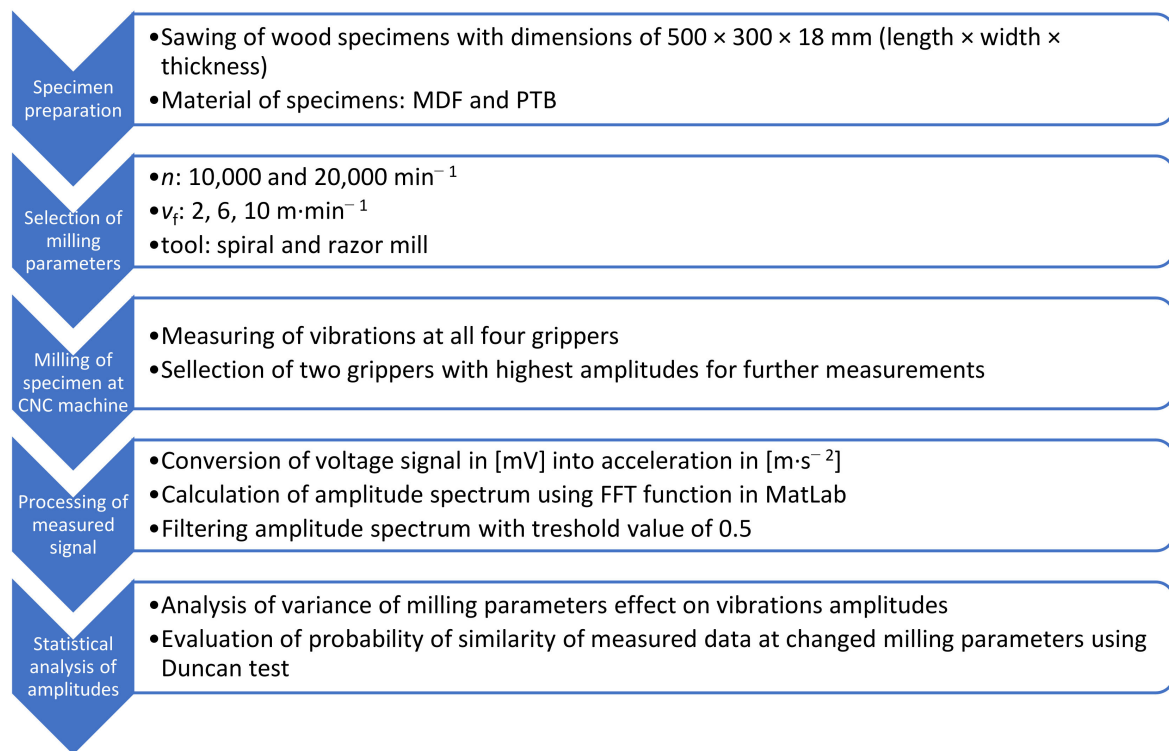 Specimen
preparation
•Sawing of wood specimens with dimensions of 500 × 300 × 18 mm (length × width ×
thickness)
•Material of specimens: MDF and PTB
Selection of
milling
parameters
•n: 10,000 and 20,000 min⁻¹
•v_f: 2, 6, 10 m·min⁻¹
•tool: spiral and razor mill
Milling of
specimen at
CNC machine
•Measuring of vibrations at all four grippers
•Sellection of two grippers with highest amplitudes for further measurements
Processing of
measured
signal
•Conversion of voltage signal in [mV] into acceleration in [m·s⁻²]
•Calculation of amplitude spectrum using FFT function in MatLab
•Filtering amplitude spectrum with treshold value of 0.5
Statistical
analysis of
amplitudes
•Analysis of variance of milling parameters effect on vibrations amplitudes
•Evaluation of probability of similarity of measured data at changed milling parameters using
Duncan test